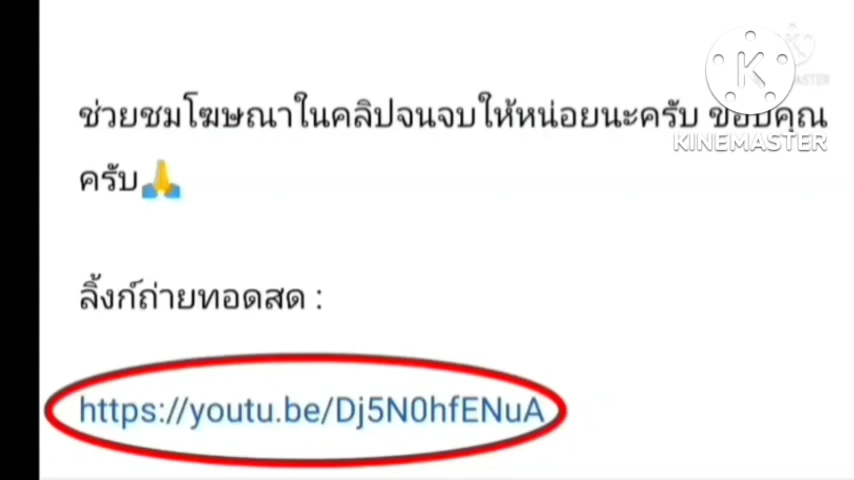 ช่วยชมโฆษณาในคลิปจนจบให้หน่อยนะครับ ขอบคุณ
ครับ🙏
KINEMASTER
ลิ้งก์ถ่ายทอดสด :
https://youtu.be/Dj5N0hfENuA